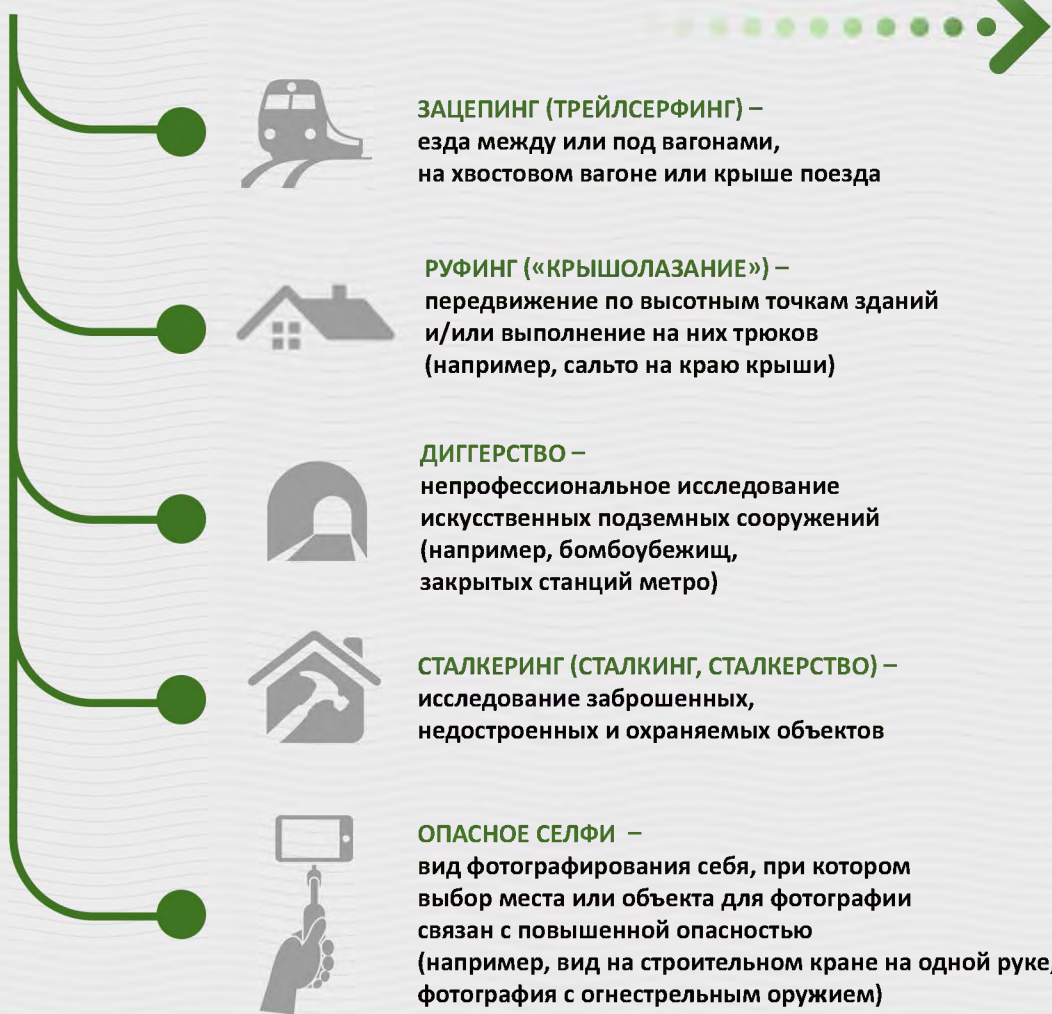 ЗАЦЕПИНГ (ТРЕЙЛСЕРФИНГ) –
езда между или под вагонами,
на хвостовом вагоне или крыше поезда
РУФИНГ («КРЫШОЛАЗАНИЕ») –
передвижение по высотным точкам зданий
и/или выполнение на них трюков
(например, сальто на краю крыши)
ДИГГЕРСТВО –
непрофессиональное исследование
искусственных подземных сооружений
(например, бомбоубежищ,
закрытых станций метро)
СТАЛКЕРИНГ (СТАЛКИНГ, СТАЛКЕРСТВО) –
исследование заброшенных,
недостроенных и охраняемых объектов
ОПАСНОЕ СЕЛФИ –
вид фотографирования себя, при котором
выбор места или объекта для фотографии
связан с повышенной опасностью
(например, вид на строительном кране на одной руке,
фотография с огнестрельным оружием)